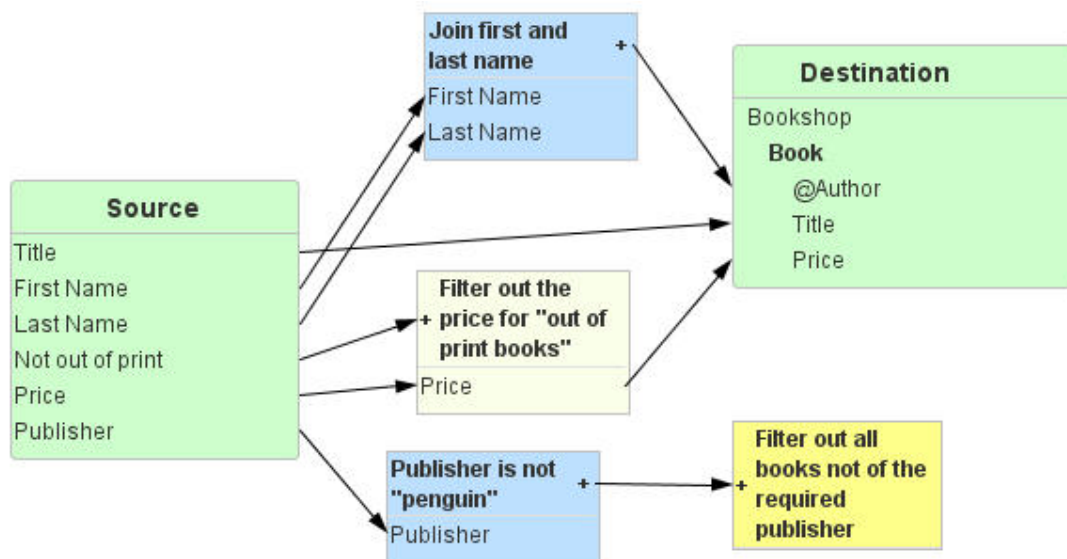 Join first and
last name
+
First Name
Last Name
Destination
Bookshop
Book
@Author
Title
Price
Source
Title
First Name
Last Name
Not out of print
Price
Publisher
Filter out the
+ price for "out of
print books"
Price
Publisher is not
"penguin"
+
Publisher
Filter out all
books not of the
+ required
publisher